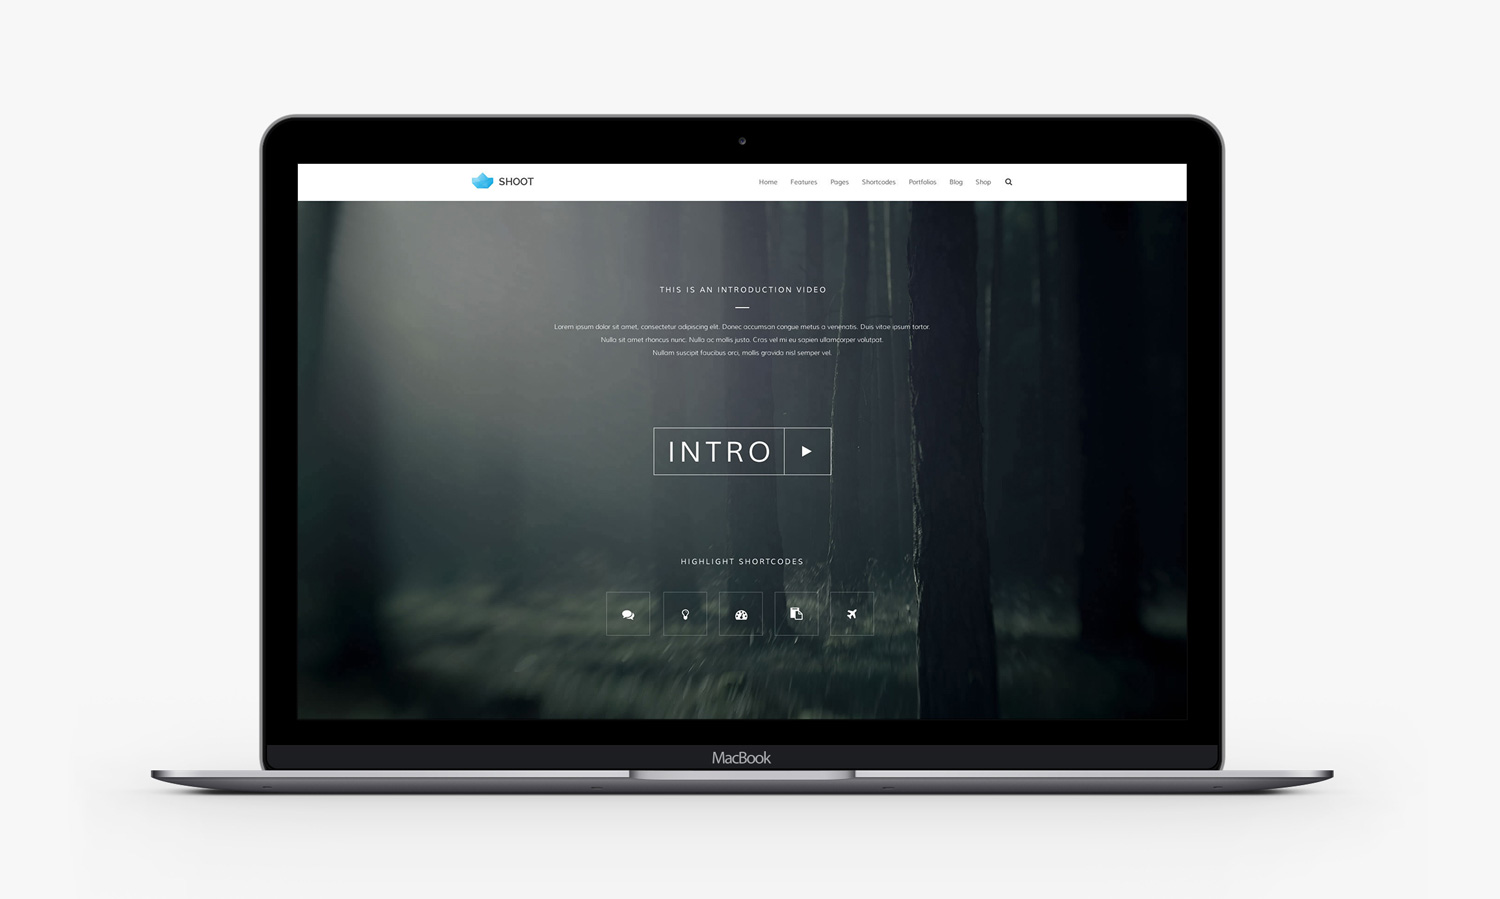 SHOOT
Home Features Pages Shortcodes Portfolios Blog Shop
THIS IS AN INTRODUCTION VIDEO
Lorem ipsum dolor sit amet, consectetur adipiscing elit. Donec accumsan congue metus a venenatis. Duis vitae ipsum tortor.
Nulla sit amet rhoncus nunc. Nulla ac mollis justo. Cras vel mi eu sapien ullamcorper volutpat.
Nullam suscipit faucibus orci, mollis gravida nisl semper vel.
INTRO
HIGHLIGHT SHORTCODES
MacBook